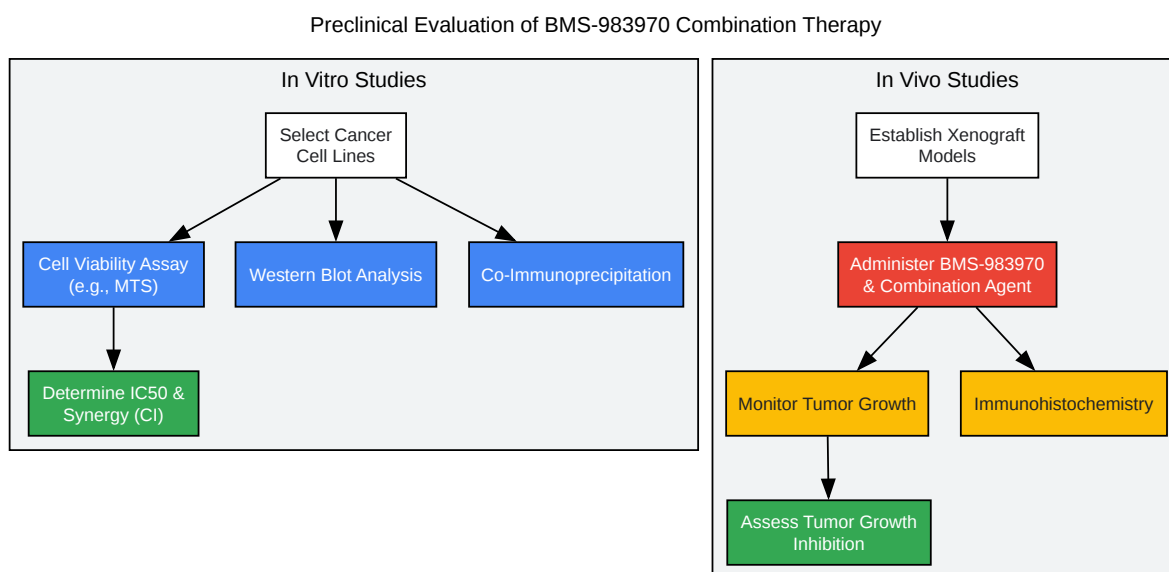 Preclinical Evaluation of BMS-983970 Combination Therapy
In Vitro Studies
Select Cancer
Cell Lines
Cell Viability Assay
(e.g., MTS)
Western Blot Analysis
Co-Immunoprecipitation
Determine IC50 &
Synergy (CI)
In Vivo Studies
Establish Xenograft
Models
Administer BMS-983970
& Combination Agent
Monitor Tumor Growth
Immunohistochemistry
Assess Tumor Growth
Inhibition